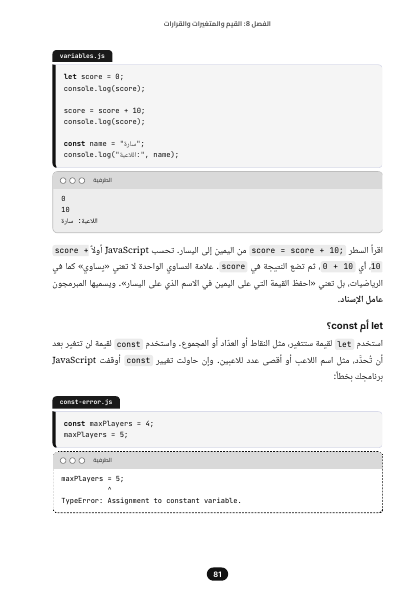 الفصل 8: القيم والمتغيرات والقرارات
variables.js
let score = 0;
console.log(score);
score = score + 10;
console.log(score);
const name = "سارة";
console.log("اللاعبة:", name);
الطرفية
0
10
اللاعبة: سارة
اقرأ السطر score = score + 10; من اليمين إلى اليسار. تحسب JavaScript أولاً score +
10، أي 0 + 10، ثم تضع النتيجة في score. علامة التساوي الواحدة لا تعني «يساوي» كما في
الرياضيات، بل تعني «احفظ القيمة التي على اليمين في الاسم الذي على اليسار». ويسميها المبرمجون
عامل الإسناد.
let أم const؟
استخدم let لقيمة ستتغير، مثل النقاط أو العدّاد أو المجموع. واستخدم const لقيمة لن تتغير بعد
أن تُحدَّد، مثل اسم اللاعب أو أقصى عدد للاعبين. وإن حاولت تغيير const أوقفت JavaScript
برنامجك بخطأ:
const-error.js
const maxPlayers = 4;
maxPlayers = 5;
الطرفية
maxPlayers = 5;
^
TypeError: Assignment to constant variable.
81